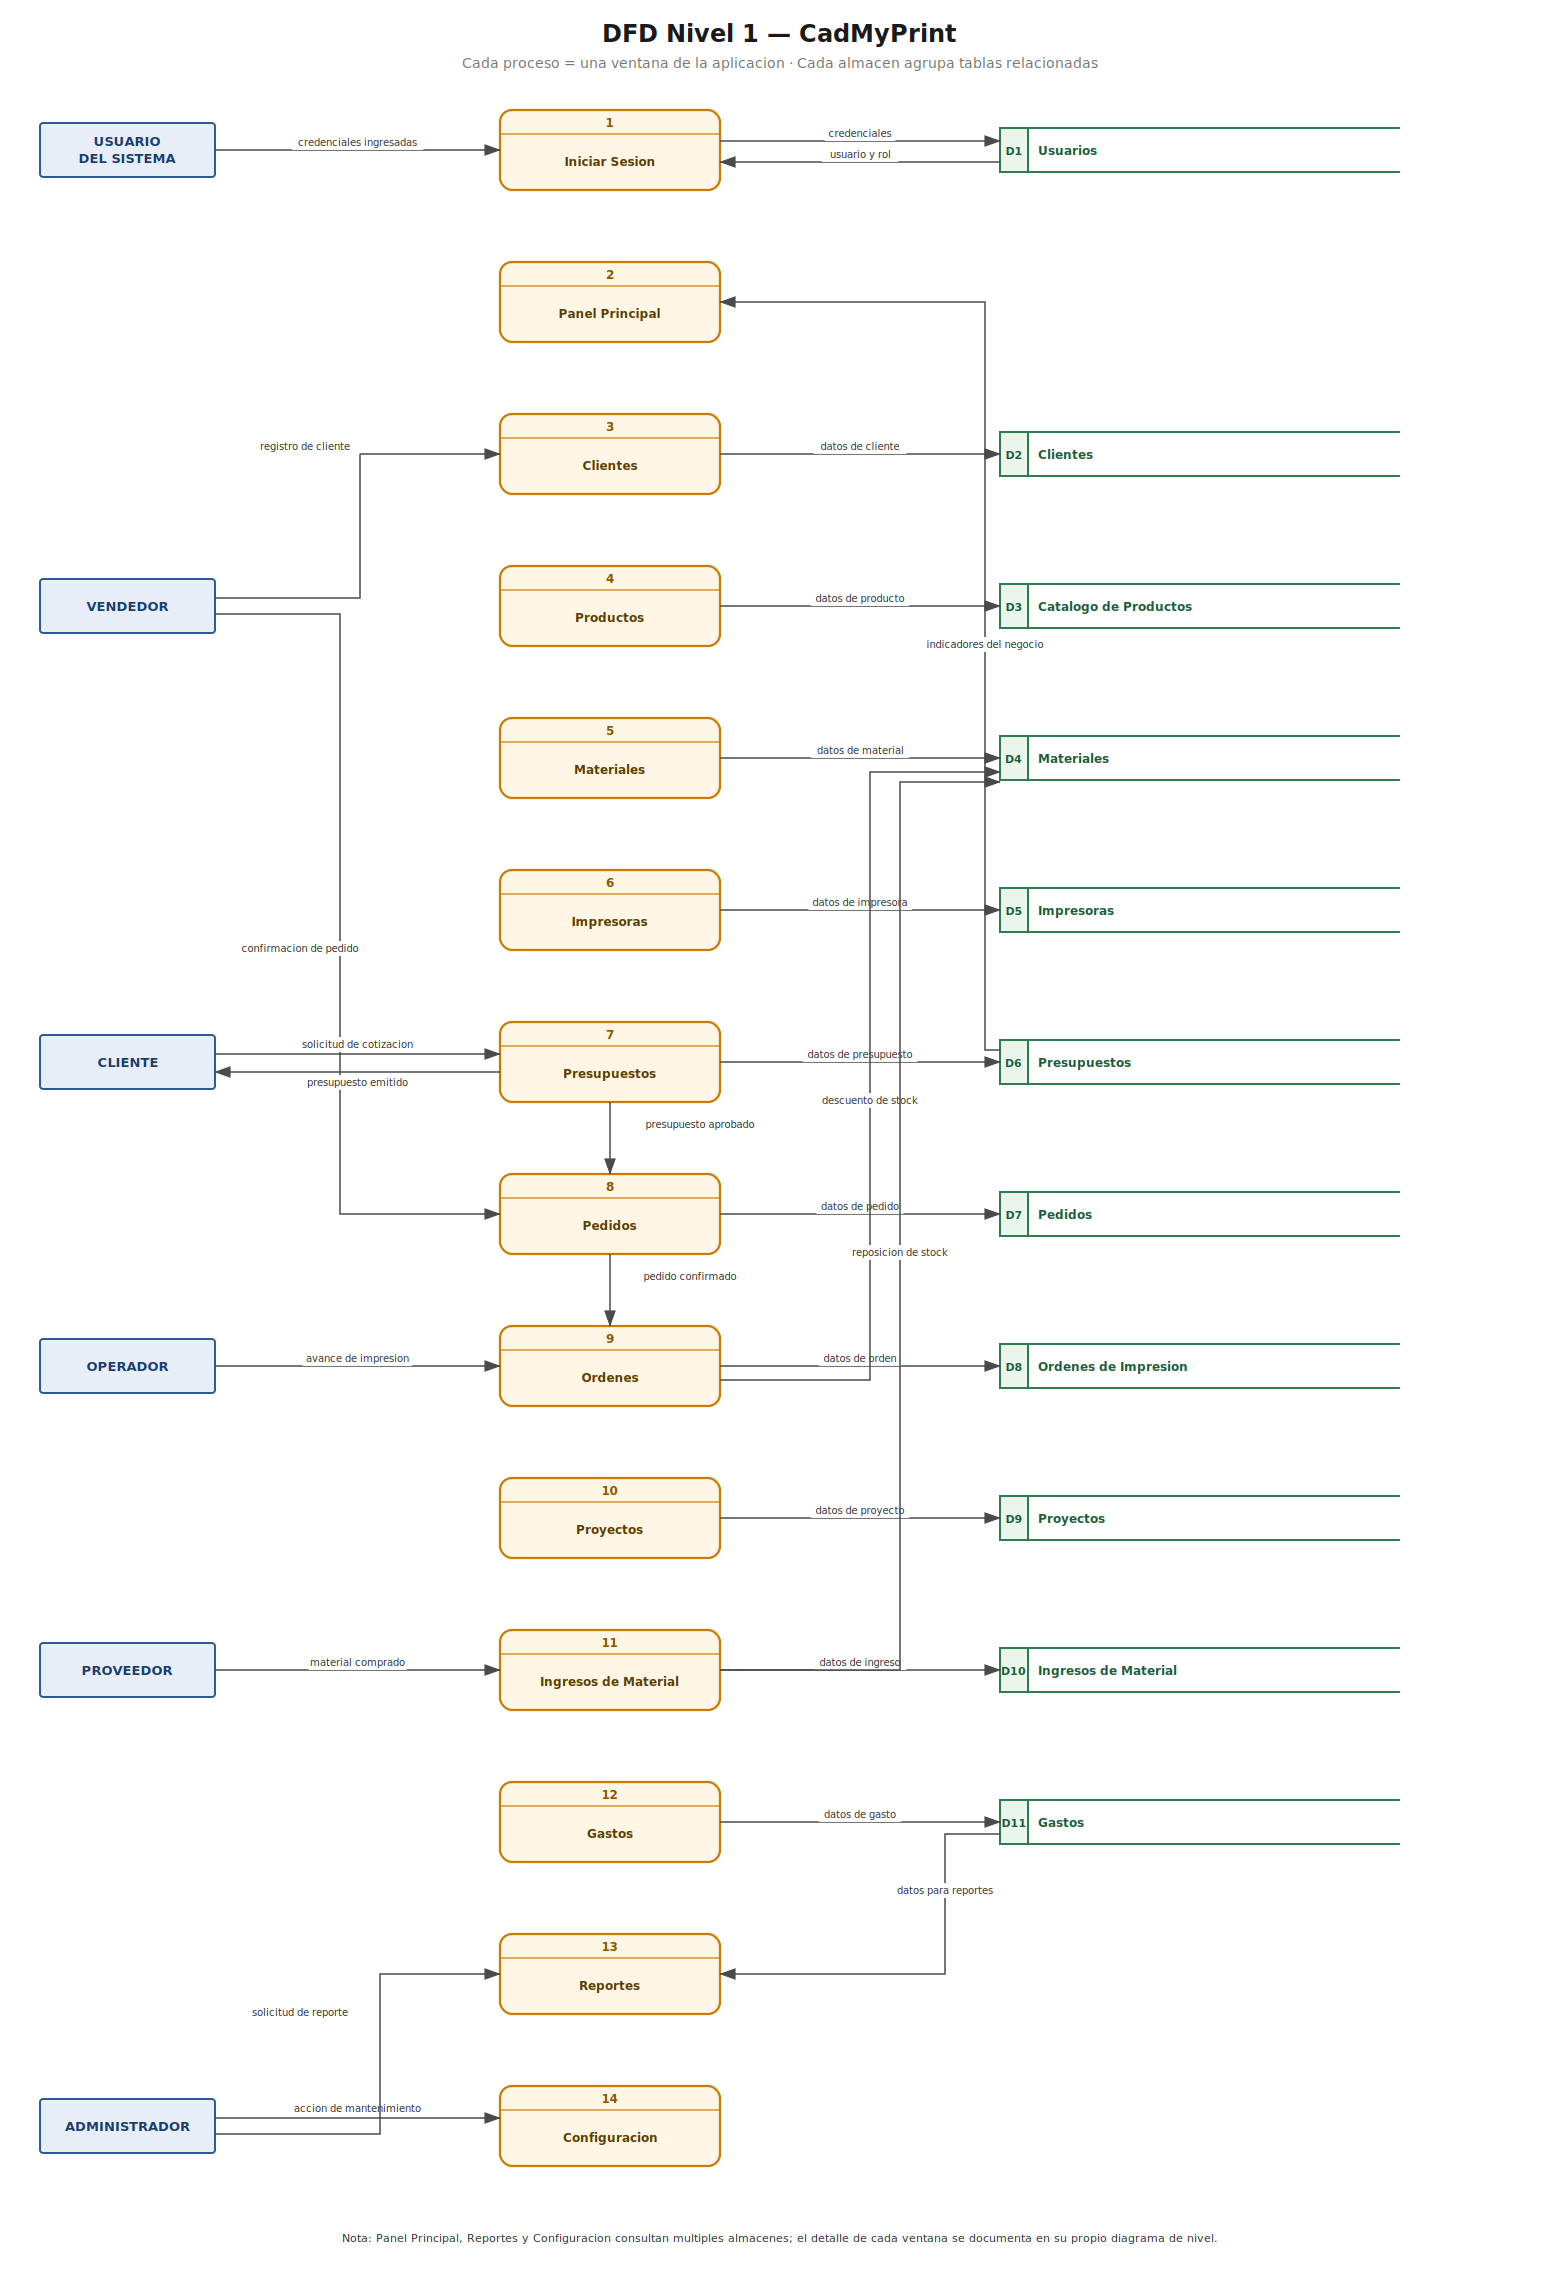 DFD Nivel 1 — CadMyPrint
Cada proceso = una ventana de la aplicacion · Cada almacen agrupa tablas relacionadas
USUARIO
DEL SISTEMA
credenciales ingresadas
1
Iniciar Sesion
credenciales
usuario y rol
D1
Usuarios
2
Panel Principal
registro de cliente
3
Clientes
datos de cliente
D2
Clientes
VENDEDOR
4
Productos
datos de producto
D3
Catalogo de Productos
indicadores del negocio
5
Materiales
datos de material
D4
Materiales
6
Impresoras
datos de impresora
D5
Impresoras
confirmacion de pedido
CLIENTE
solicitud de cotizacion
presupuesto emitido
7
Presupuestos
datos de presupuesto
D6
Presupuestos
descuento de stock
presupuesto aprobado
8
Pedidos
datos de pedido
D7
Pedidos
reposicion de stock
pedido confirmado
OPERADOR
avance de impresion
9
Ordenes
datos de orden
D8
Ordenes de Impresion
10
Proyectos
datos de proyecto
D9
Proyectos
PROVEEDOR
material comprado
11
Ingresos de Material
datos de ingreso
D10
Ingresos de Material
12
Gastos
datos de gasto
D11
Gastos
datos para reportes
13
Reportes
solicitud de reporte
ADMINISTRADOR
accion de mantenimiento
14
Configuracion
Nota: Panel Principal, Reportes y Configuracion consultan multiples almacenes; el detalle de cada ventana se documenta en su propio diagrama de nivel.